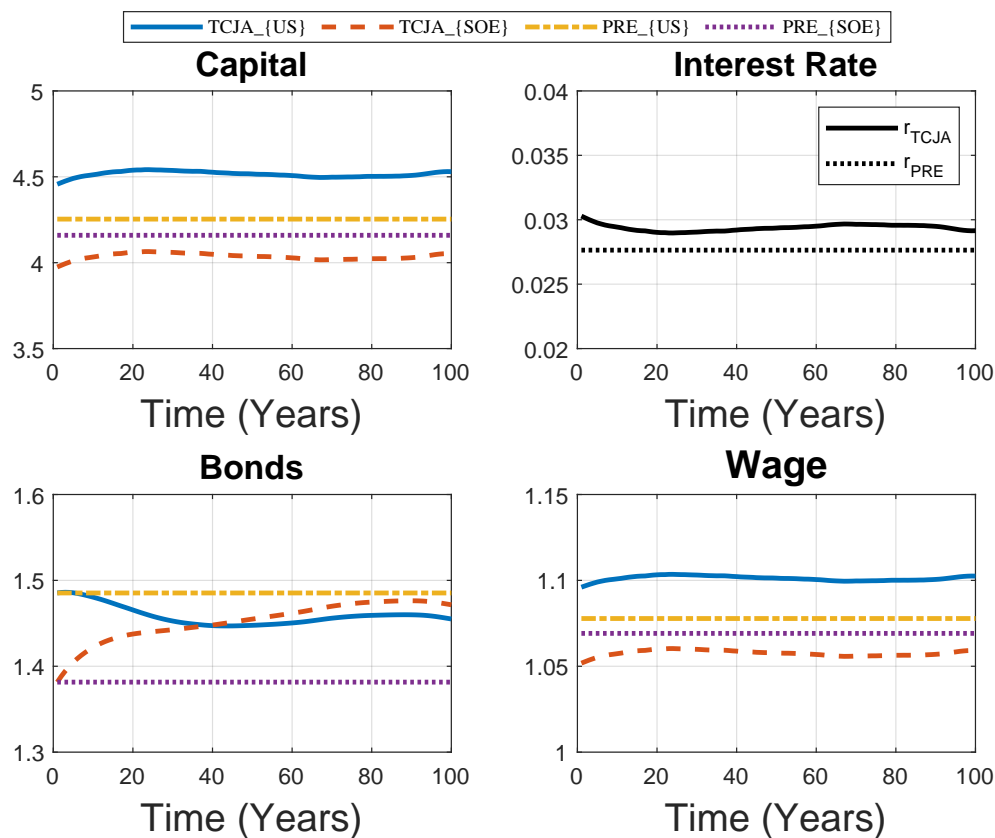 TCJA_{US} TCJA_{SOE} PRE_{US} PRE_{SOE}
Capital
5
4.5
4
3.5
0 20 40 60 80 100
Time (Years)
Interest Rate
0.04
0.035
0.03
0.025
0.02
r_TCJA
r_PRE
0 20 40 60 80 100
Time (Years)
Bonds
1.6
1.5
1.4
1.3
0 20 40 60 80 100
Time (Years)
Wage
1.15
1.1
1.05
1
0 20 40 60 80 100
Time (Years)